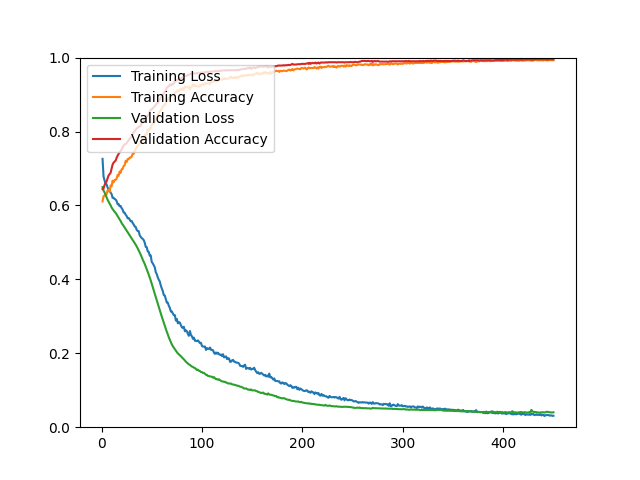 1.0
0.8
0.6
0.4
0.2
0.0
Training Loss
Training Accuracy
Validation Loss
Validation Accuracy
0 100 200 300 400